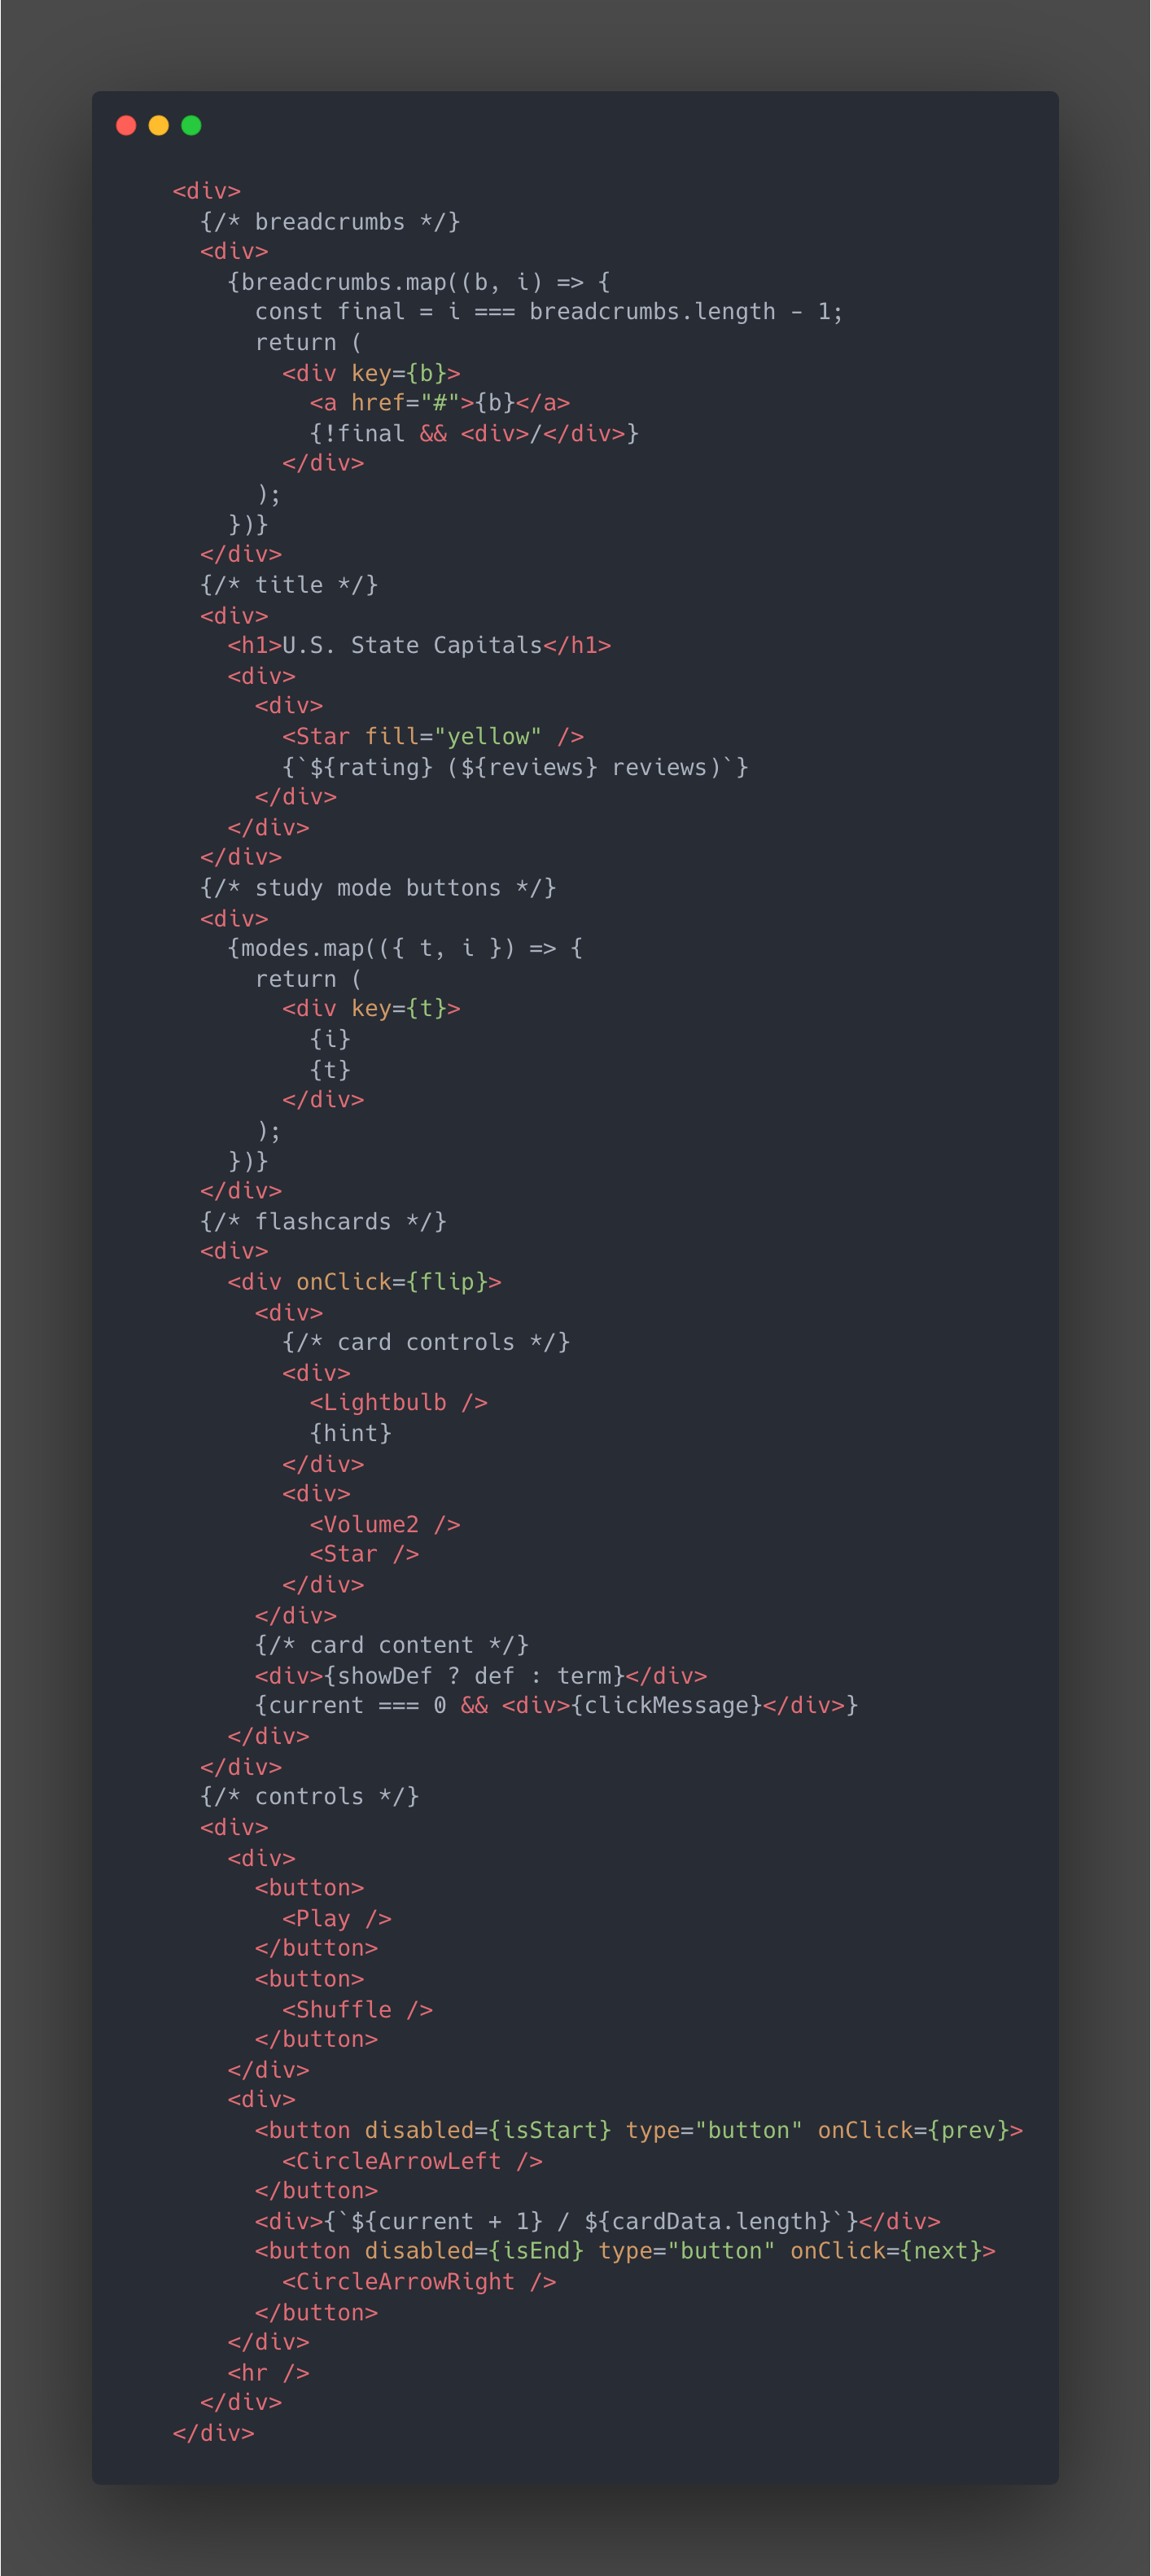 <div>
  {/* breadcrumbs */}
  <div>
    {breadcrumbs.map((b, i) => {
      const final = i === breadcrumbs.length - 1;
      return (
        <div key={b}>
          <a href="#">{b}</a>
          {!final && <div>/</div>}
        </div>
      );
    })}
  </div>
  {/* title */}
  <div>
    <h1>U.S. State Capitals</h1>
    <div>
      <div>
        <Star fill="yellow" />
        {`${rating} (${reviews} reviews)`}
      </div>
    </div>
  </div>
  {/* study mode buttons */}
  <div>
    {modes.map(({ t, i }) => {
      return (
        <div key={t}>
          {i}
          {t}
        </div>
      );
    })}
  </div>
  {/* flashcards */}
  <div>
    <div onClick={flip}>
      <div>
        {/* card controls */}
        <div>
          <Lightbulb />
          {hint}
        </div>
        <div>
          <Volume2 />
          <Star />
        </div>
      </div>
      {/* card content */}
      <div>{showDef ? def : term}</div>
      {current === 0 && <div>{clickMessage}</div>}
    </div>
  </div>
  {/* controls */}
  <div>
    <div>
      <button>
        <Play />
      </button>
      <button>
        <Shuffle />
      </button>
    </div>
    <div>
      <button disabled={isStart} type="button" onClick={prev}>
        <CircleArrowLeft />
      </button>
      <div>{`${current + 1} / ${cardData.length}`}</div>
      <button disabled={isEnd} type="button" onClick={next}>
        <CircleArrowRight />
      </button>
    </div>
    <hr />
  </div>
</div>